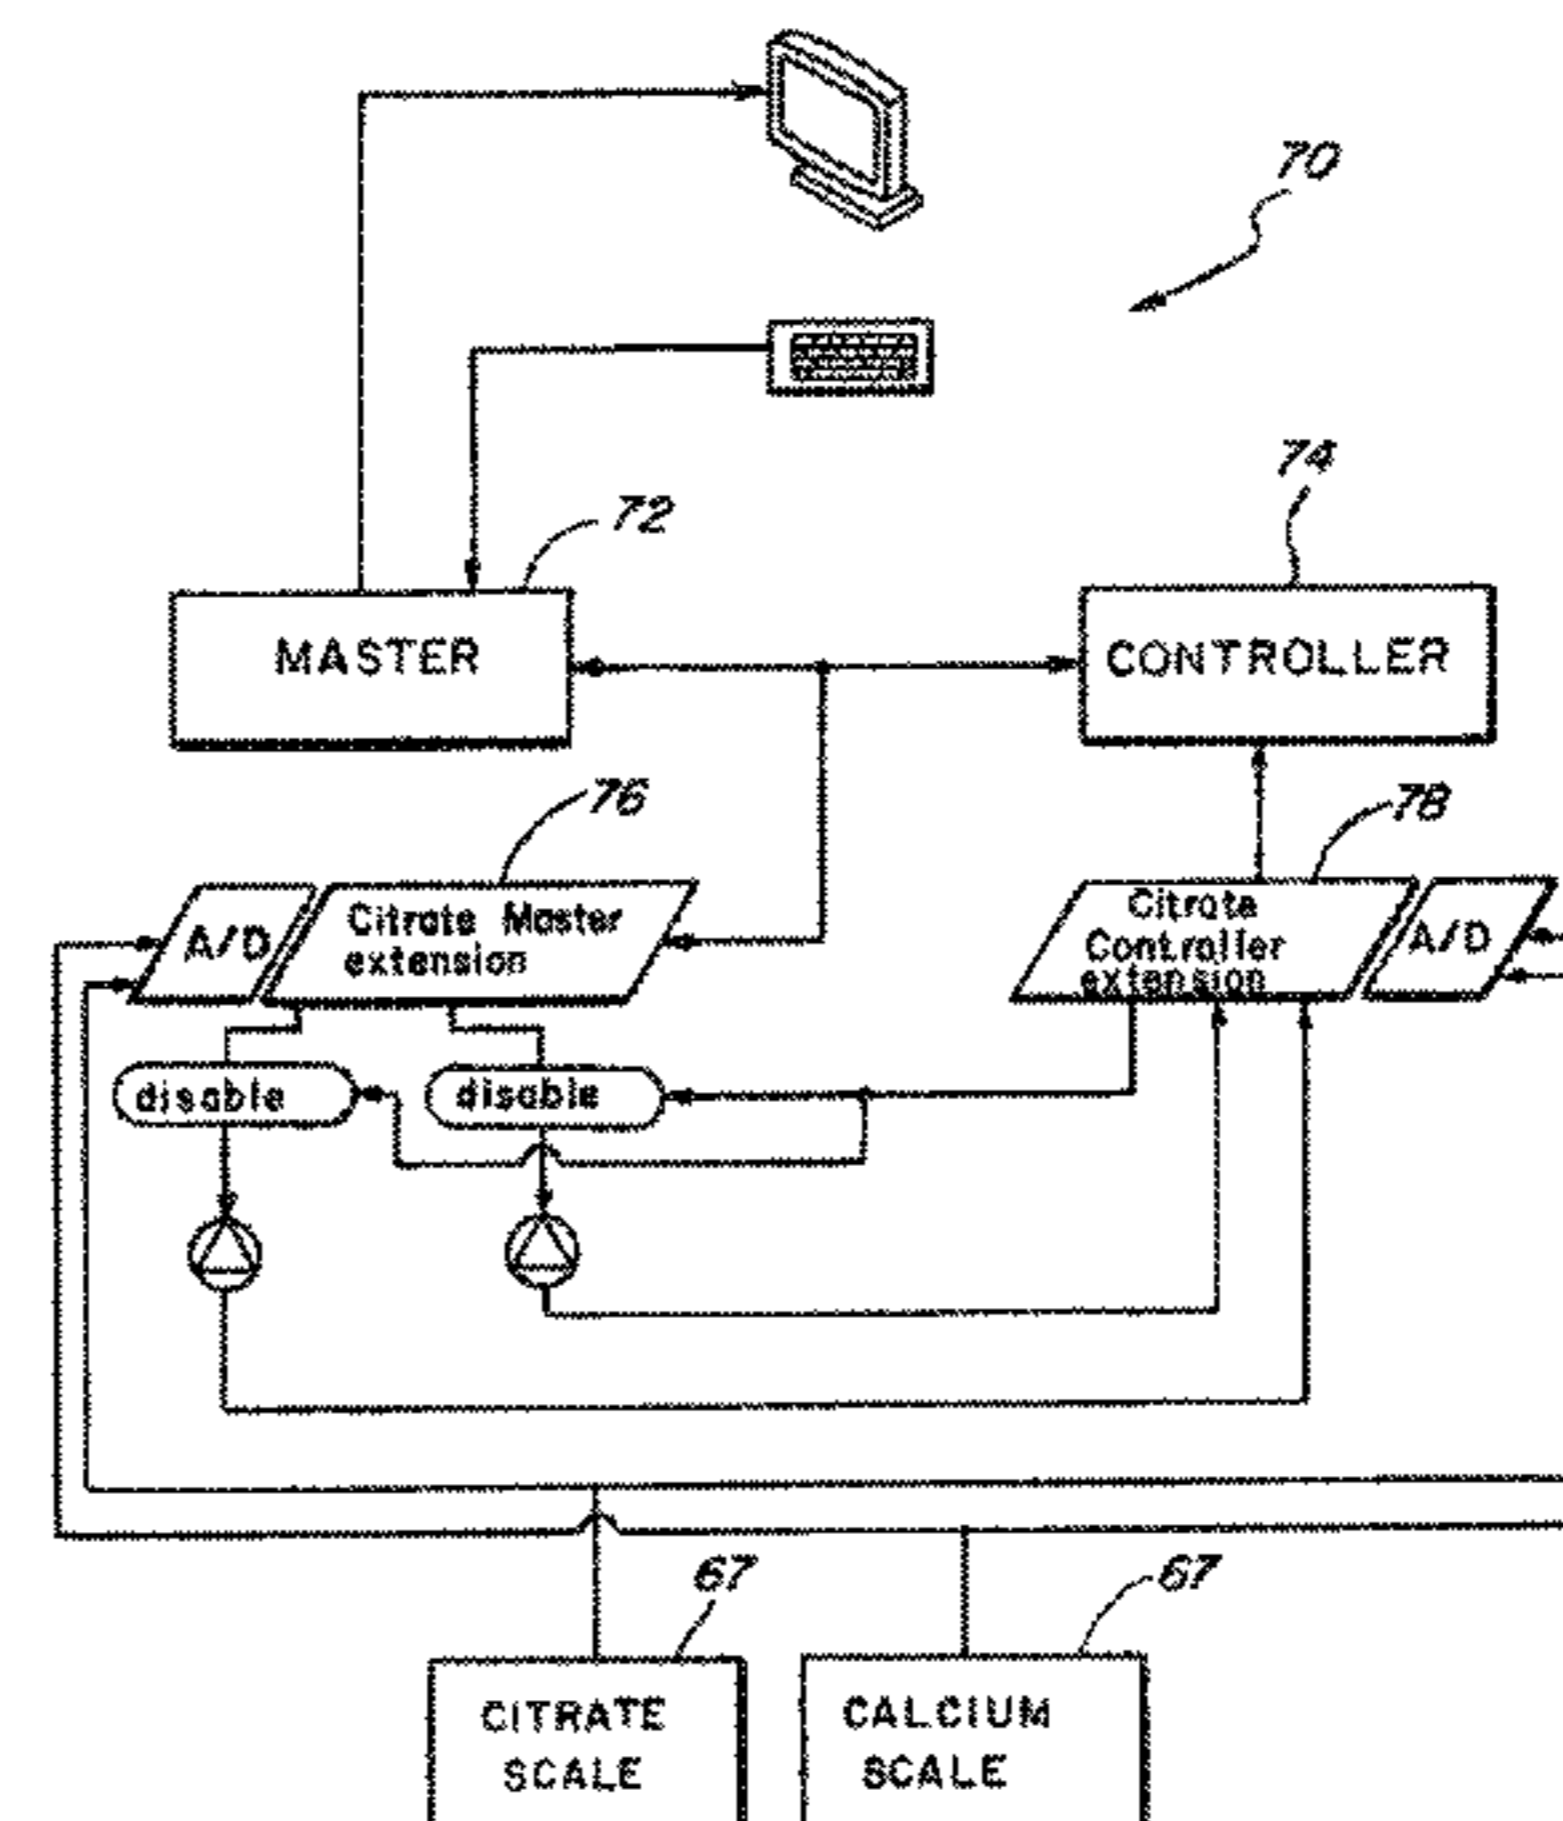 70
74
72
MASTER
CONTROLLER
76
78
A/D
Citrate Master
extension
Citrate
Controller
extension
A/D
disable
disable
67
67
CITRATE
SCALE
CALCIUM
SCALE